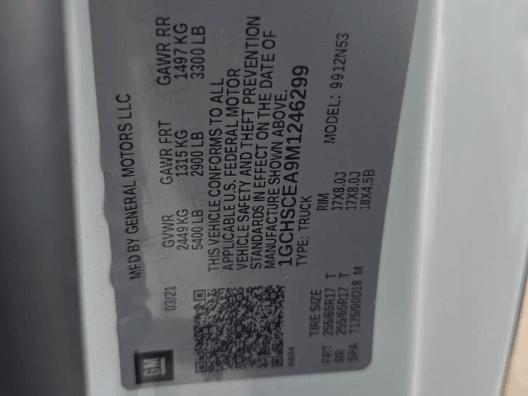 MFD BY GENERAL MOTORS LLC
03/21 GVWR GAWR FRT GAWR RR
2449 KG 1315 KG 1497 KG
5400 LB 2900 LB 3300 LB
THIS VEHICLE CONFORMS TO ALL
APPLICABLE U.S. FEDERAL MOTOR
VEHICLE SAFETY AND THEFT PREVENTION
STANDARDS IN EFFECT ON THE DATE OF
MANUFACTURE SHOWN ABOVE.
1GCHSCEA9M1246299
TYPE: TRUCK MODEL: 9912N53
TIRE SIZE RIM
FRT 255/65R17 T 17X8.0J
RR 255/65R17 T 17X8.0J
SPA T175/90D18 M 18X4.5B
GM